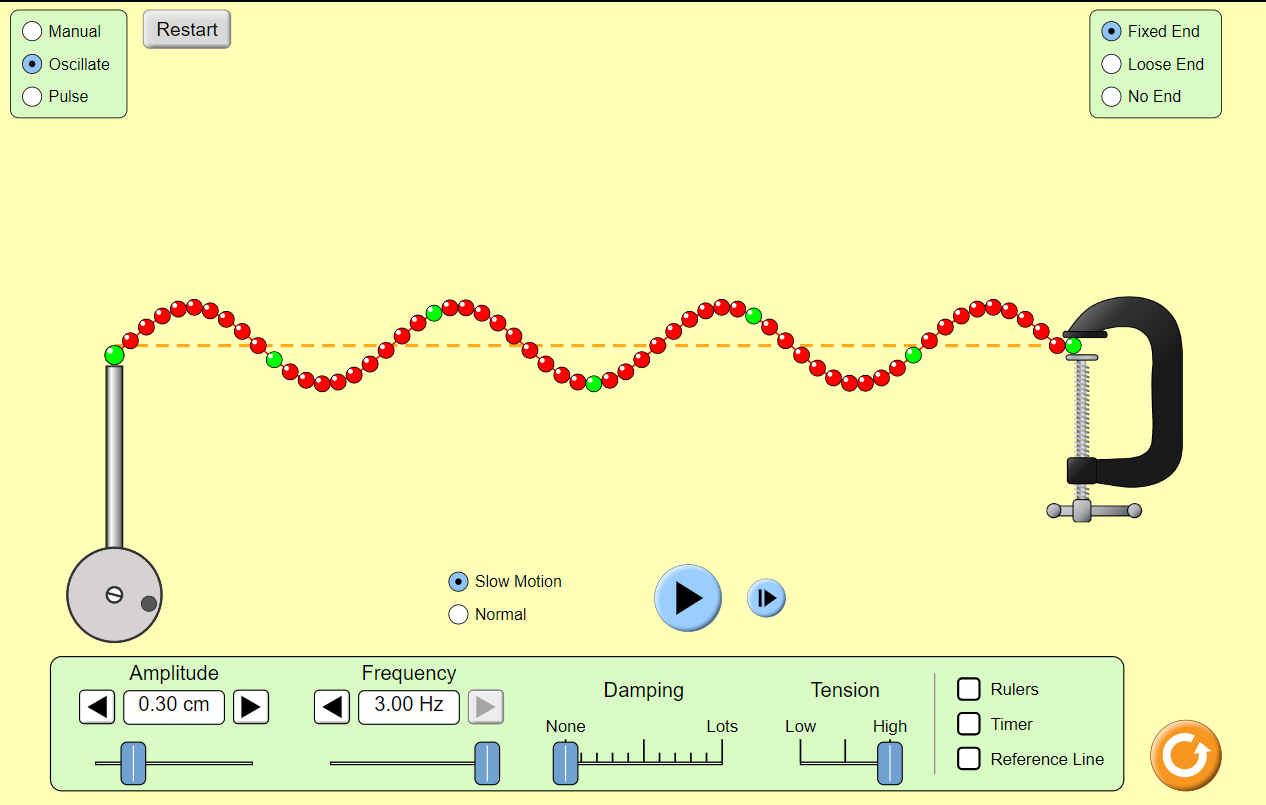 Manual
Oscillate
Pulse
Restart
Fixed End
Loose End
No End
Slow Motion
Normal
Amplitude
0.30 cm
Frequency
3.00 Hz
Damping
None
Lots
Tension
Low
High
Rulers
Timer
Reference Line